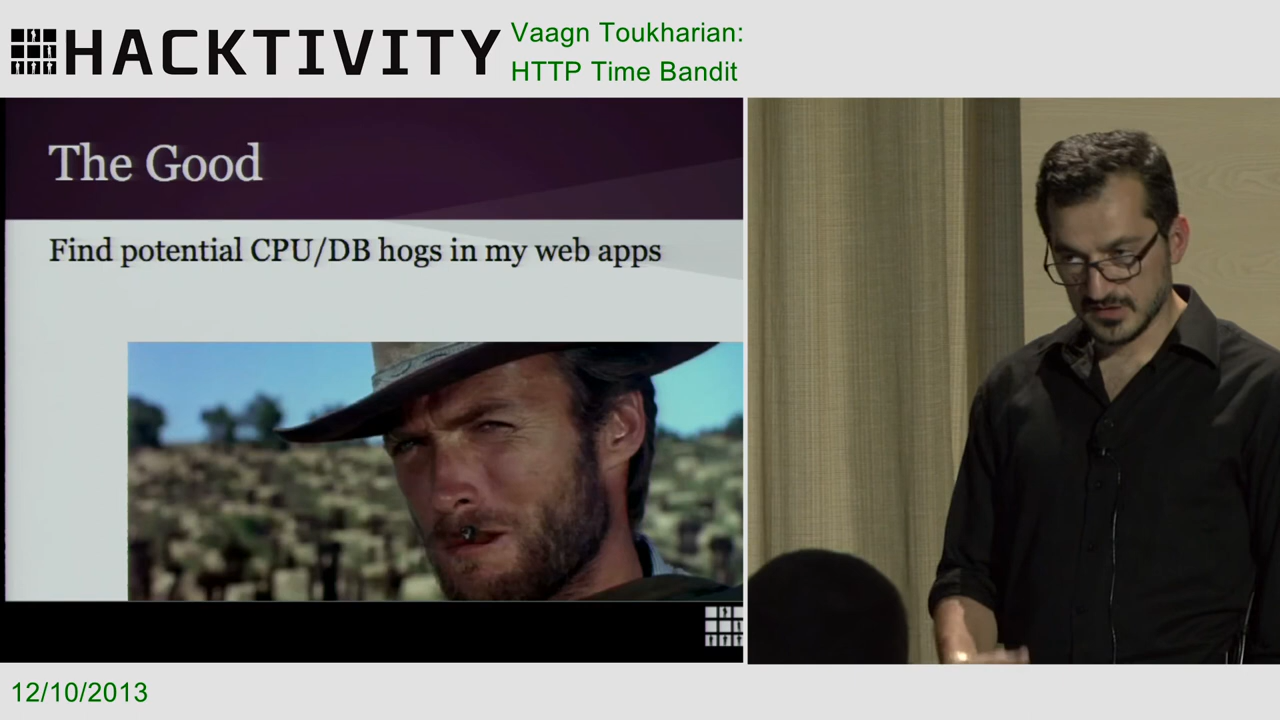 HACKTIVITY
Vaagn Toukharian:
HTTP Time Bandit
The Good
Find potential CPU/DB hogs in my web apps
12/10/2013